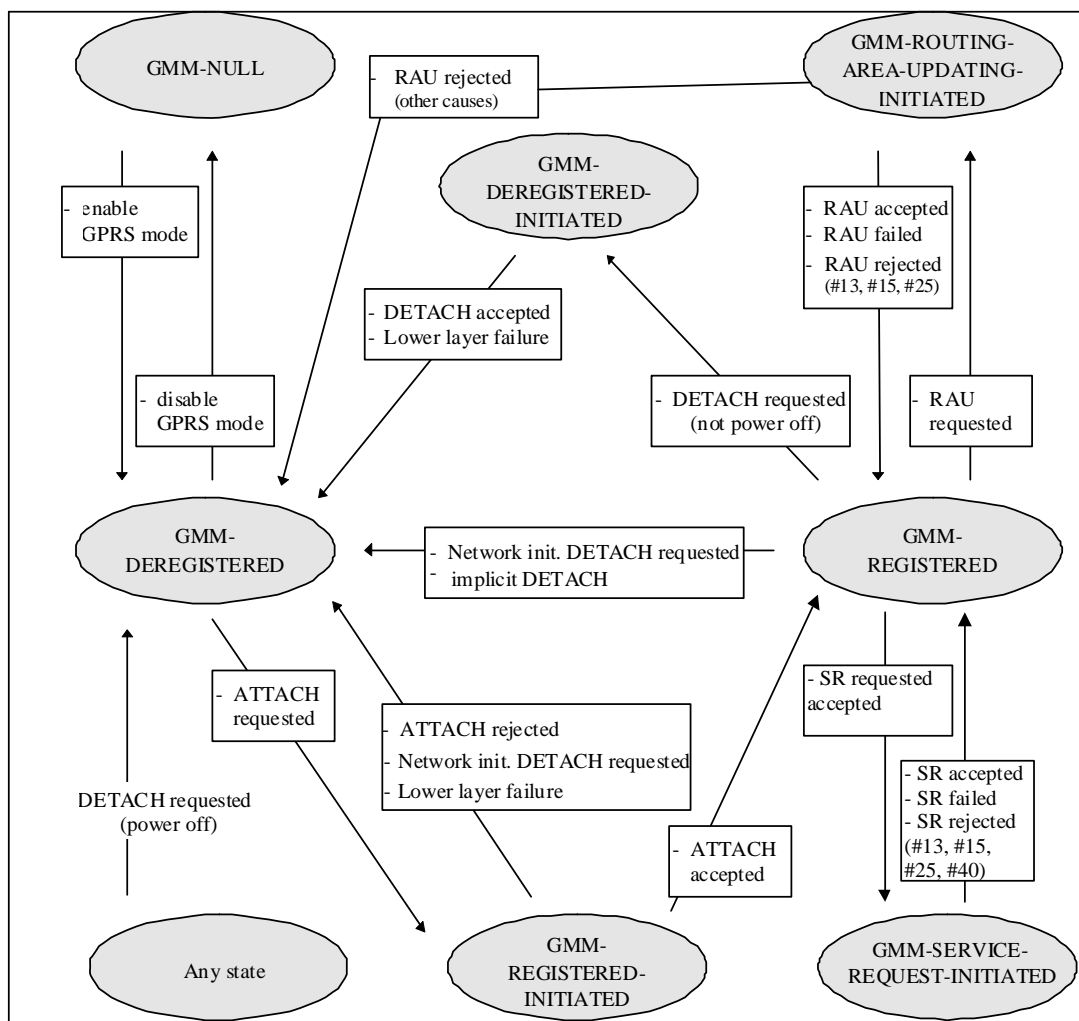 GMM-NULL
GMM-ROUTING-
AREA-UPDATING-
INITIATED
- RAU rejected
(other causes)
GMM-
DEREGISTERED-
INITIATED
- enable
GPRS mode
- RAU accepted
- RAU failed
- RAU rejected
(#13, #15, #25)
- DETACH accepted
- Lower layer failure
- disable
GPRS mode
- DETACH requested
(not power off)
- RAU
requested
GMM-
DEREGISTERED
- Network init. DETACH requested
- implicit DETACH
GMM-
REGISTERED
- ATTACH
requested
- ATTACH rejected
- Network init. DETACH requested
- Lower layer failure
- SR requested
accepted
DETACH requested
(power off)
- ATTACH
accepted
- SR accepted
- SR failed
- SR rejected
(#13, #15,
#25, #40)
Any state
GMM-
REGISTERED-
INITIATED
GMM-SERVICE-
REQUEST-INITIATED